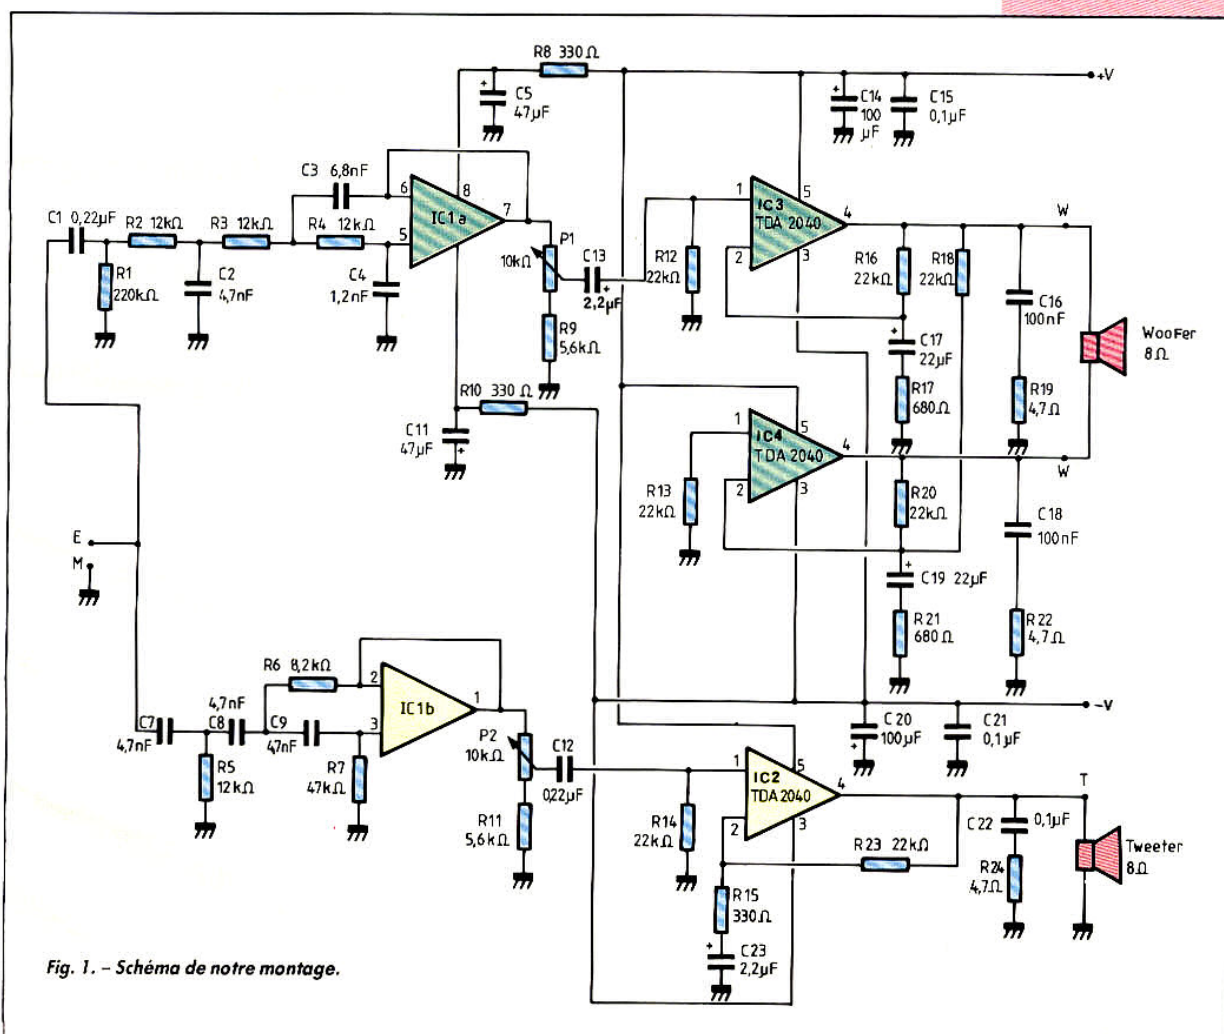 R8 330Ω
+V
C5
47µF
C14
100
µF
C15
0,1µF
C3 6,8nF
6
8
7
5
IC1a
C1 0,22µF
R2 12kΩ
R3 12kΩ
R4 12kΩ
R1
220kΩ
C2
4,7nF
C4
1,2nF
P1
10kΩ
C13
2,2µF
R9
5,6kΩ
R12
22kΩ
1
5
IC3
TDA 2040
4
2
3
R16
22kΩ
R18
22kΩ
W
C16
100nF
C17
22µF
R17
680Ω
R19
4,7Ω
Woofer
8Ω
R10 330 Ω
C11
47µF
1
5
IC4
TDA 2040
4
2
3
W
R13
22kΩ
R20
22kΩ
C18
100nF
C19 22µF
R21
680Ω
R22
4,7Ω
E
M
R6 8,2kΩ
2
IC1b
1
3
C7
4,7nF
4,7nF
C8
C9
47nF
R5
12kΩ
R7
47kΩ
P2
10kΩ
C12
0,22µF
R11
5,6kΩ
R14
22kΩ
-V
C20
100µF
C21
0,1µF
1
5
IC2
TDA2040
4
2
3
T
R23 22kΩ
C22
0,1µF
R24
4,7Ω
Tweeter
8Ω
R15
330Ω
C23
2,2µF
Fig. 1. – Schéma de notre montage.